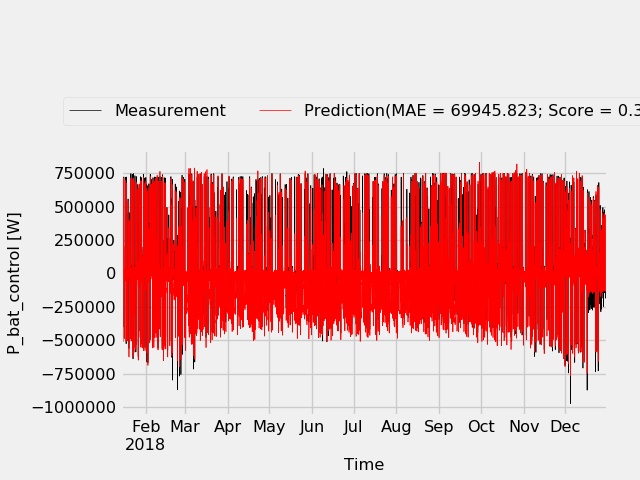 Measurement Prediction(MAE = 69945.823; Score = 0.3
P_bat_control [W]
750000
500000
250000
0
−250000
−500000
−750000
−1000000
Feb Mar Apr May Jun Jul Aug Sep Oct Nov Dec
2018
Time